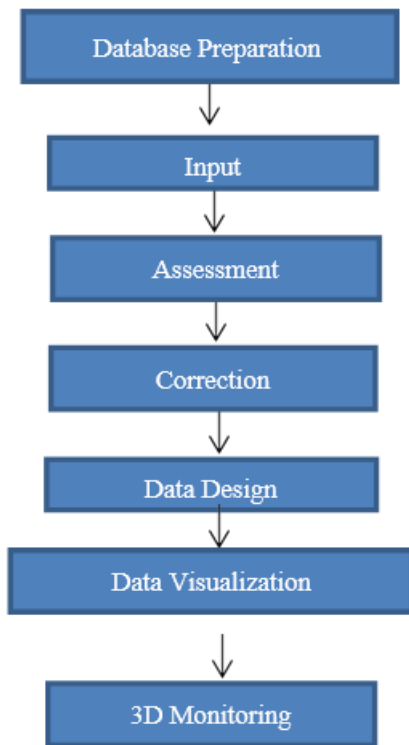 Database Preparation
Input
Assessment
Correction
Data Design
Data Visualization
3D Monitoring